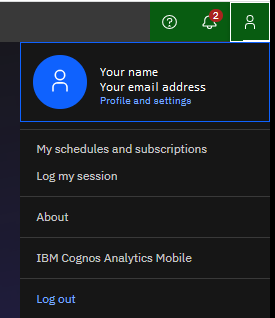 2
Your name
Your email address
Profile and settings
My schedules and subscriptions
Log my session
About
IBM Cognos Analytics Mobile
Log out